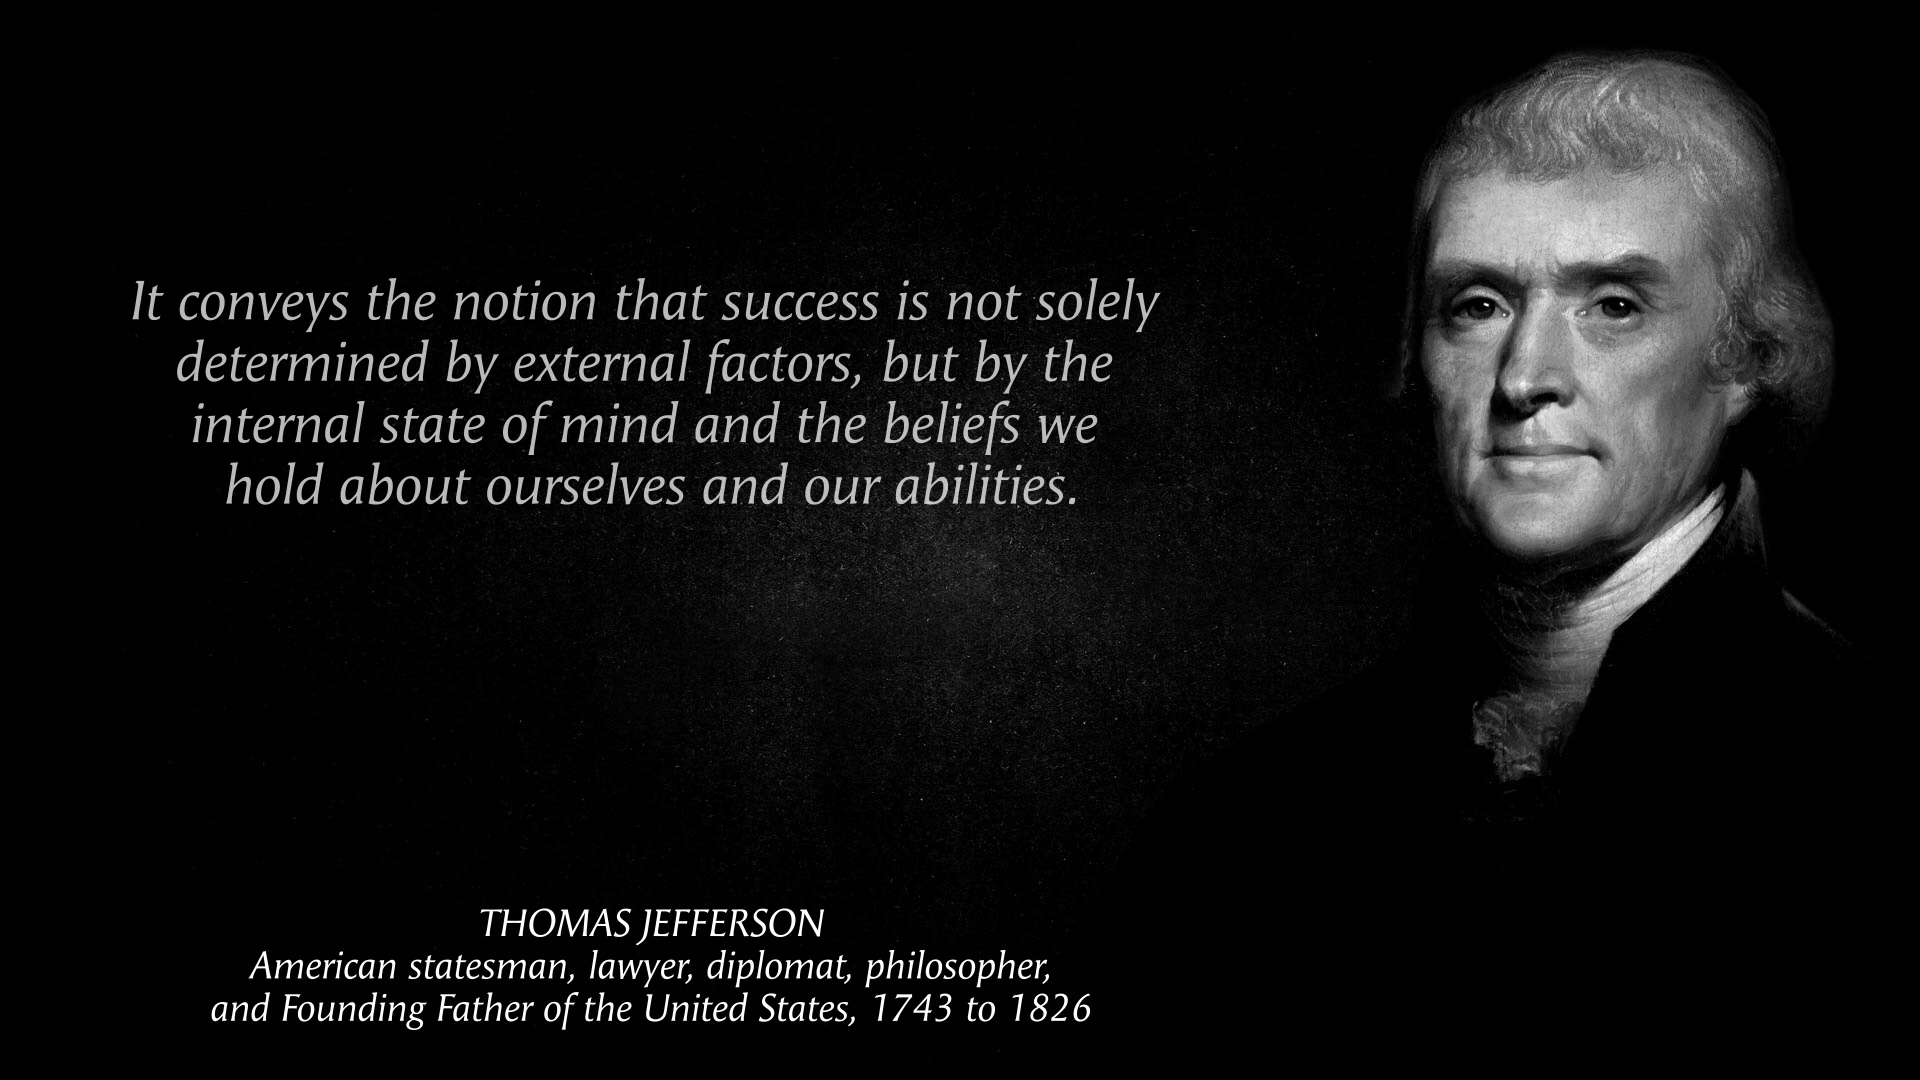 It conveys the notion that success is not solely
determined by external factors, but by the
internal state of mind and the beliefs we
hold about ourselves and our abilities.
THOMAS JEFFERSON
American statesman, lawyer, diplomat, philosopher,
and Founding Father of the United States, 1743 to 1826